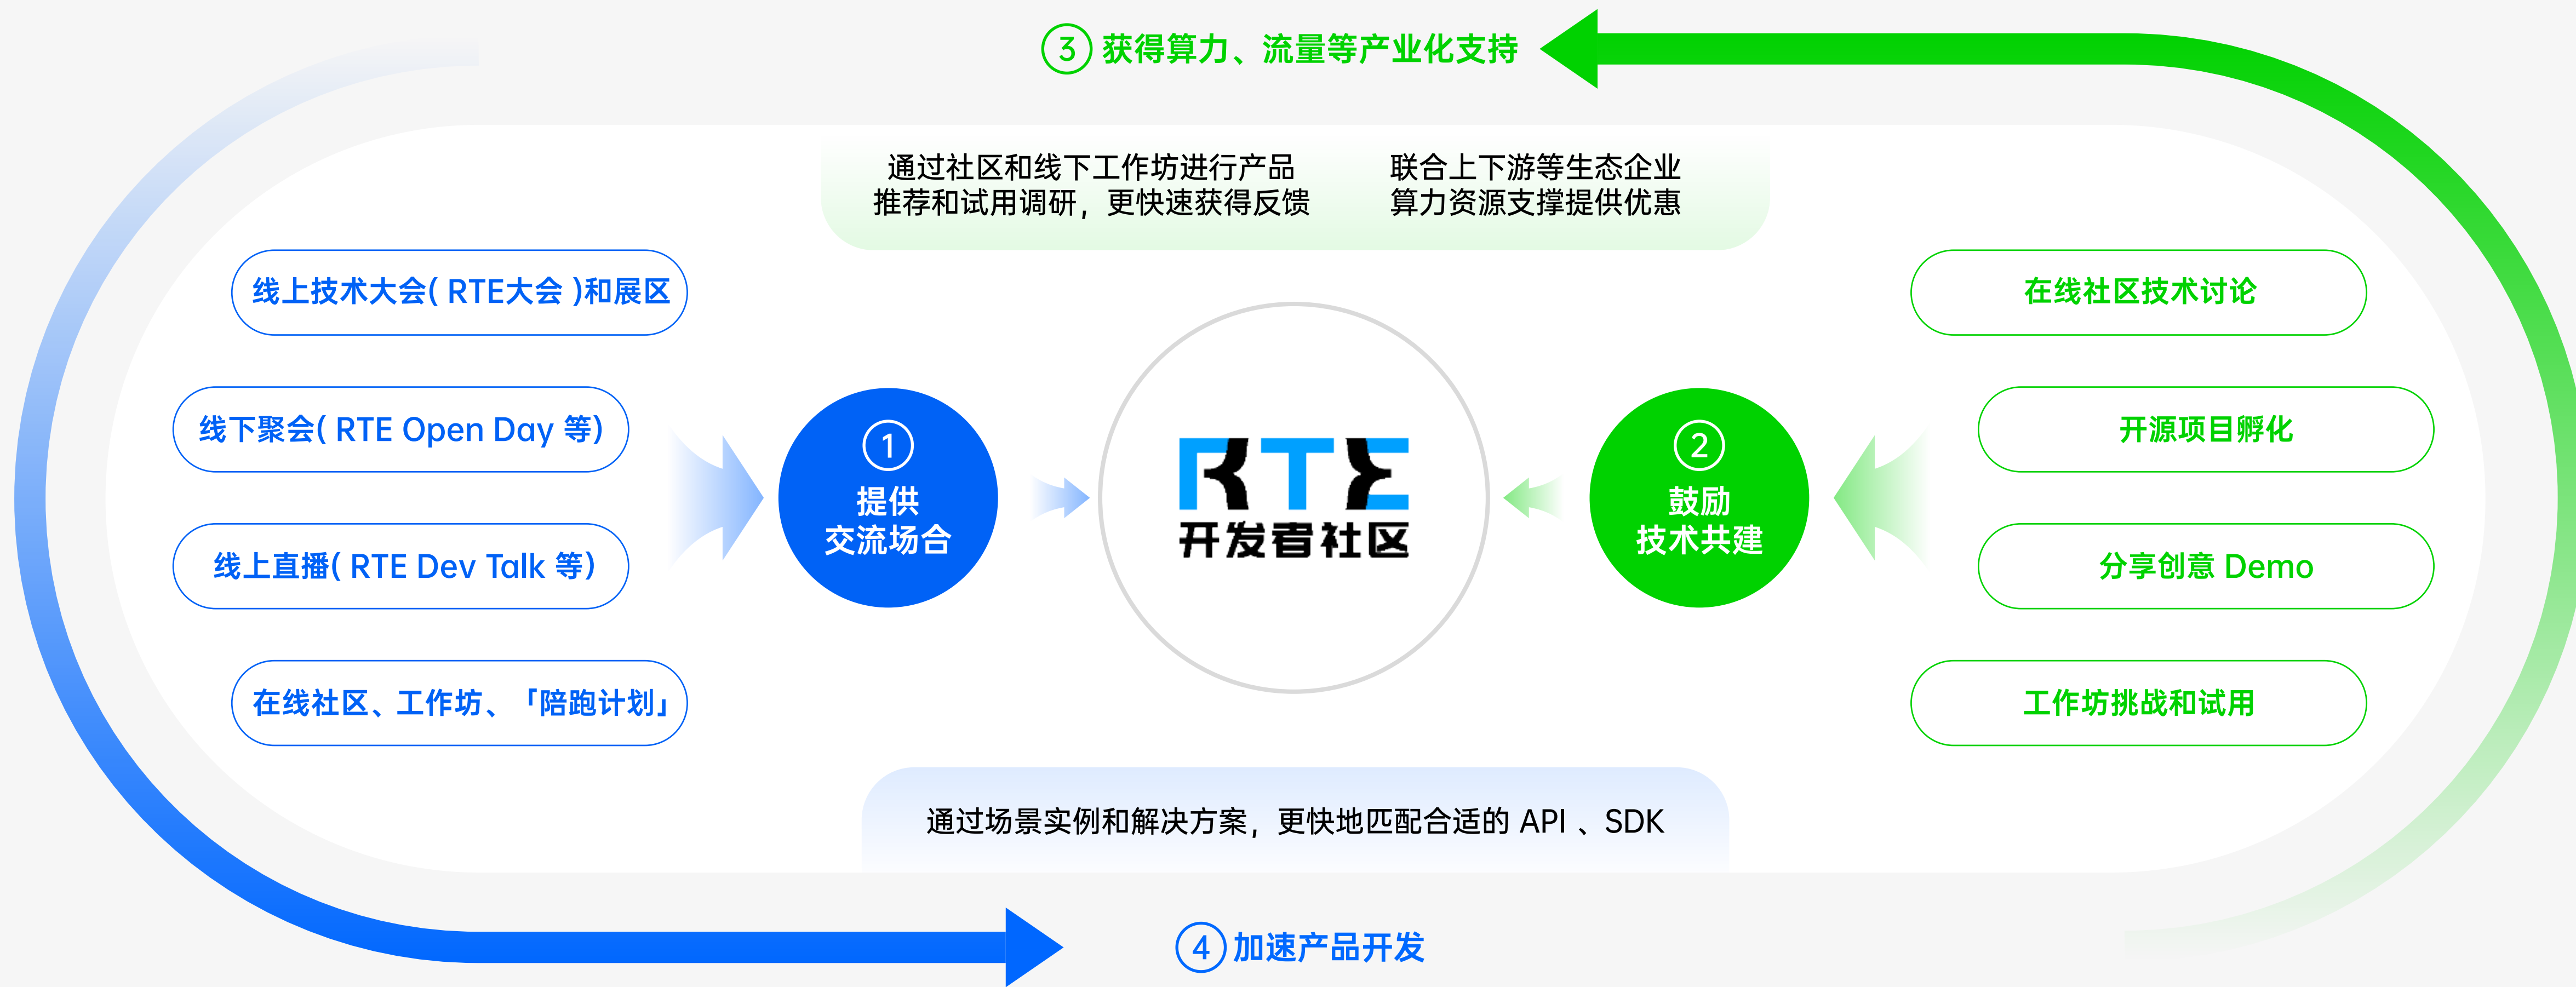 ③ 获得算力、流量等产业化支持
通过社区和线下工作坊进行产品
推荐和试用调研，更快速获得反馈
联合上下游等生态企业
算力资源支撑提供优惠
线上技术大会( RTE大会 )和展区
线下聚会( RTE Open Day 等)
线上直播( RTE Dev Talk 等)
在线社区、工作坊、「陪跑计划」
①
提供
交流场合
RTE
开发者社区
②
鼓励
技术共建
在线社区技术讨论
开源项目孵化
分享创意 Demo
工作坊挑战和试用
通过场景实例和解决方案，更快地匹配合适的 API 、SDK
④ 加速产品开发